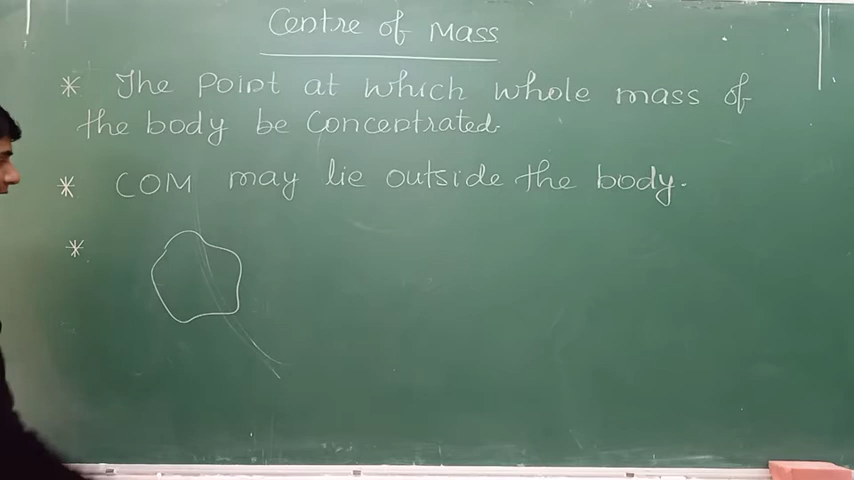 Centre of Mass
* The Point at which whole mass of
the body be Concentrated.
* COM may lie outside the body.
*